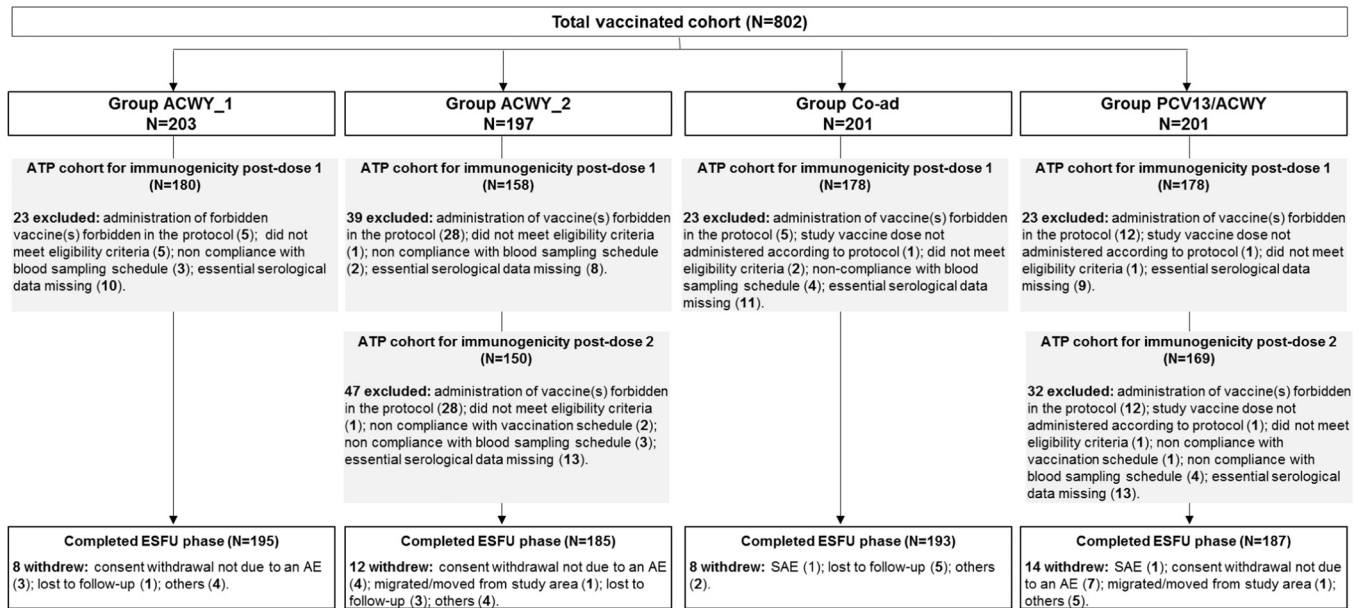 Total vaccinated cohort (N=802)
Group ACWY_1
N=203
Group ACWY_2
N=197
Group Co-ad
N=201
Group PCV13/ACWY
N=201
ATP cohort for immunogenicity post-dose 1
(N=180)
23 excluded: administration of forbidden
vaccine(s) forbidden in the protocol (5); did not
meet eligibility criteria (5); non compliance with
blood sampling schedule (3); essential serological
data missing (10).
ATP cohort for immunogenicity post-dose 1
(N=158)
39 excluded: administration of vaccine(s) forbidden
in the protocol (28); did not meet eligibility criteria
(1); non compliance with blood sampling schedule
(2); essential serological data missing (8).
ATP cohort for immunogenicity post-dose 1
(N=178)
23 excluded: administration of vaccine(s) forbidden
in the protocol (5); study vaccine dose not
administered according to protocol (1); did not meet
eligibility criteria (2); non-compliance with blood
sampling schedule (4); essential serological data
missing (11).
ATP cohort for immunogenicity post-dose 1
(N=178)
23 excluded: administration of vaccine(s) forbidden
in the protocol (12); study vaccine dose not
administered according to protocol (1); did not meet
eligibility criteria (1); essential serological data
missing (9).
ATP cohort for immunogenicity post-dose 2
(N=150)
47 excluded: administration of vaccine(s) forbidden
in the protocol (28); did not meet eligibility criteria
(1); non compliance with vaccination schedule (2);
non compliance with blood sampling schedule (3);
essential serological data missing (13).
ATP cohort for immunogenicity post-dose 2
(N=169)
32 excluded: administration of vaccine(s) forbidden
in the protocol (12); study vaccine dose not
administered according to protocol (1); did not meet
eligibility criteria (1); non compliance with
vaccination schedule (1); non compliance with
blood sampling schedule (4); essential serological
data missing (13).
Completed ESFU phase (N=195)
8 withdrew: consent withdrawal not due to an AE
(3); lost to follow-up (1); others (4).
Completed ESFU phase (N=185)
12 withdrew: consent withdrawal not due to an AE
(4); migrated/moved from study area (1); lost to
follow-up (3); others (4).
Completed ESFU phase (N=193)
8 withdrew: SAE (1); lost to follow-up (5); others
(2).
Completed ESFU phase (N=187)
14 withdrew: SAE (1); consent withdrawal not due
to an AE (7); migrated/moved from study area (1);
others (5).